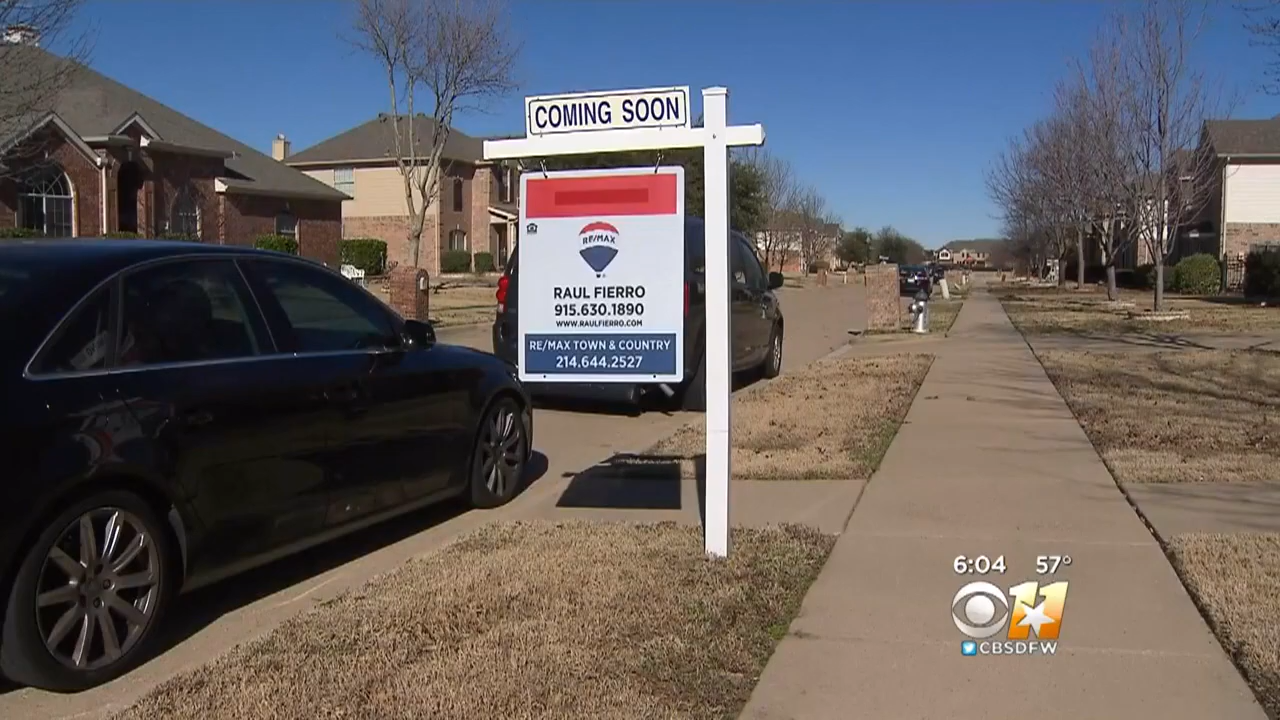 COMING SOON
RE/MAX
RAUL FIERRO
915.630.1890
WWW.RAULFIERRO.COM
RE/MAX TOWN & COUNTRY
214.644.2527
6:04 57°
11
CBSDFW